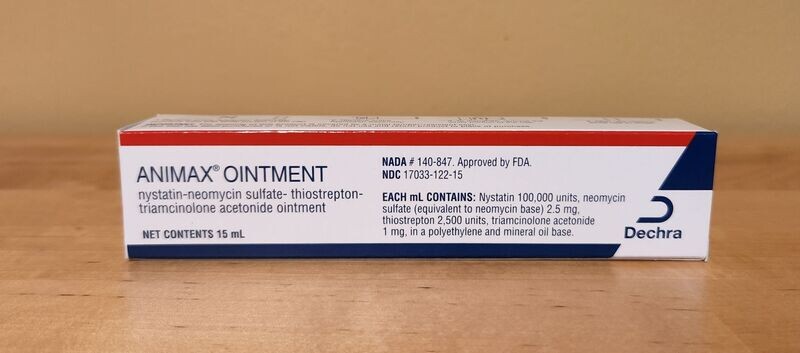 ANIMAX® OINTMENT
nystatin-neomycin sulfate- thiostrepton-
triamcinolone acetonide ointment
NET CONTENTS 15 mL
NADA # 140-847. Approved by FDA.
NDC 17033-122-15
EACH mL CONTAINS: Nystatin 100,000 units, neomycin
sulfate (equivalent to neomycin base) 2.5 mg,
thiostrepton 2,500 units, triamcinolone acetonide
1 mg, in a polyethylene and mineral oil base.
Dechra